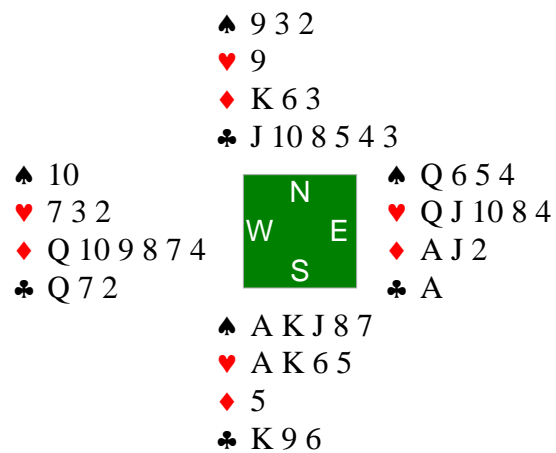 ♠ 9 3 2
♥ 9
♦ K 6 3
♣ J 10 8 5 4 3
♠ 10
♥ 7 3 2
♦ Q 10 9 8 7 4
♣ Q 7 2
N
W E
S
♠ Q 6 5 4
♥ Q J 10 8 4
♦ A J 2
♣ A
♠ A K J 8 7
♥ A K 6 5
♦ 5
♣ K 9 6